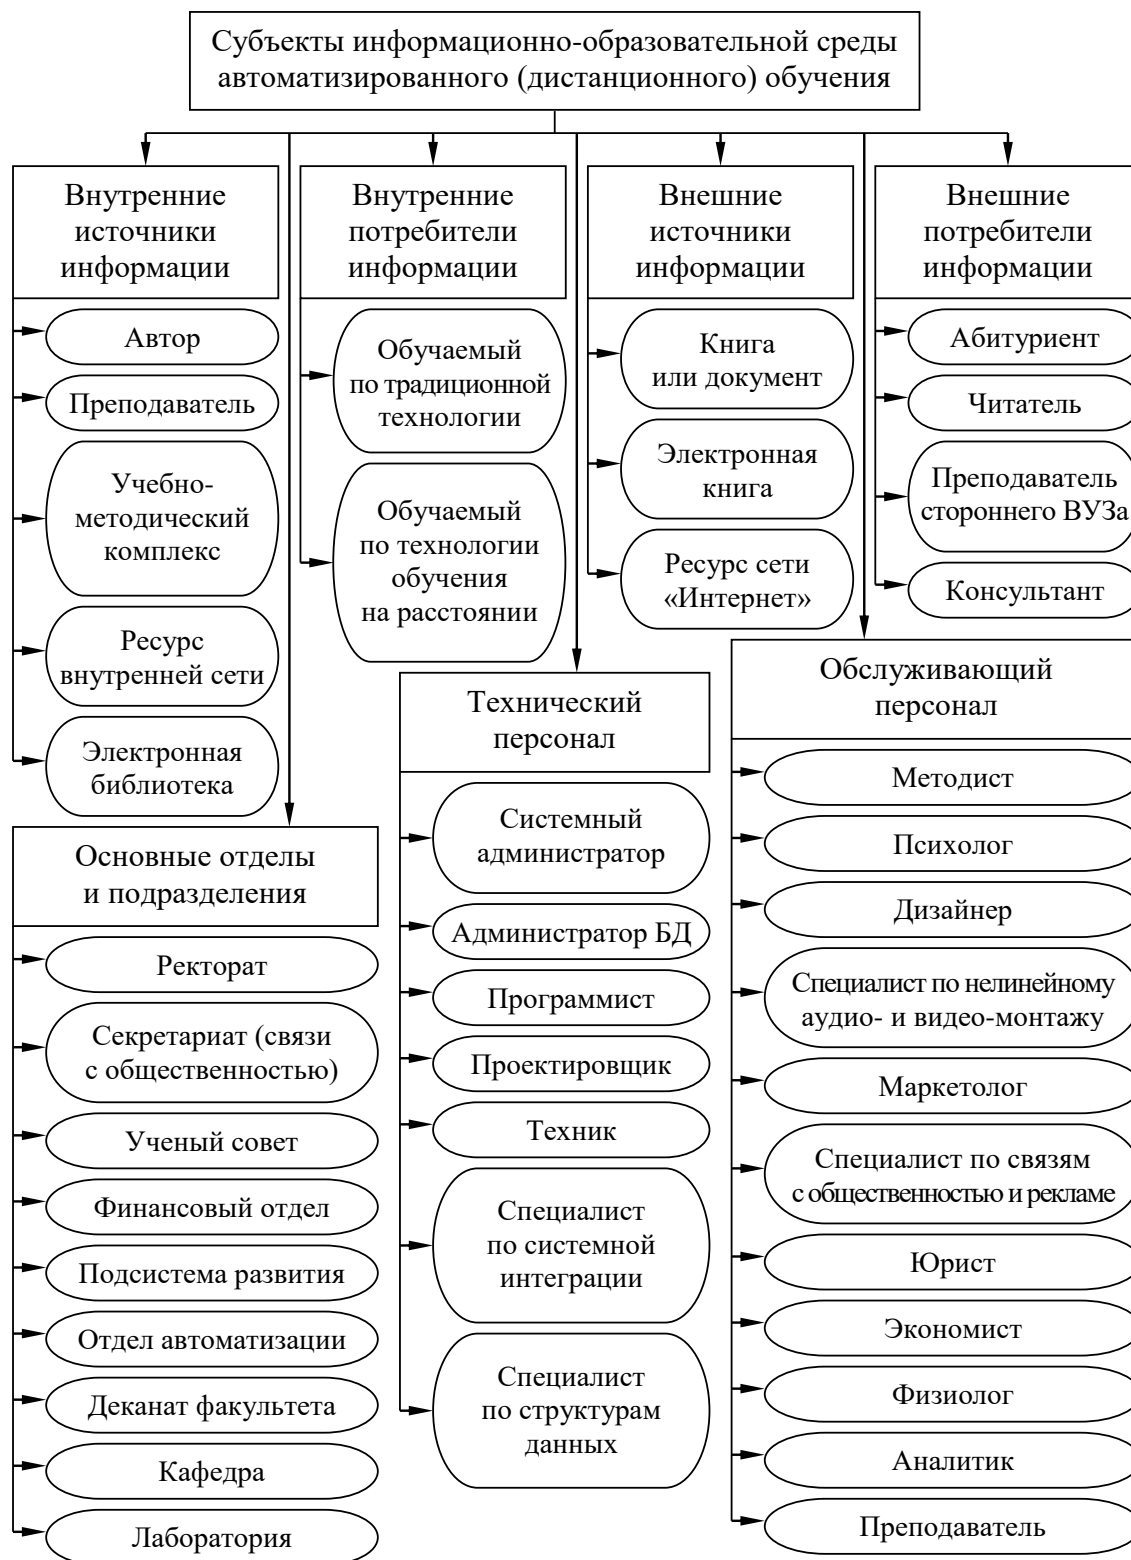 Субъекты информационно-образовательной среды
автоматизированного (дистанционного) обучения
Внутренние
источники
информации
Автор
Преподаватель
Учебно-
методический
комплекс
Ресурс
внутренней сети
Электронная
библиотека
Внутренние
потребители
информации
Обучаемый
по традиционной
технологии
Обучаемый
по технологии
обучения
на расстоянии
Внешние
источники
информации
Книга
или документ
Электронная
книга
Ресурс сети
«Интернет»
Внешние
потребители
информации
Абитуриент
Читатель
Преподаватель
стороннего ВУЗа
Консультант
Основные отделы
и подразделения
Ректорат
Секретариат (связи
с общественностью)
Ученый совет
Финансовый отдел
Подсистема развития
Отдел автоматизации
Деканат факультета
Кафедра
Лаборатория
Технический
персонал
Системный
администратор
Администратор БД
Программист
Проектировщик
Техник
Специалист
по системной
интеграции
Специалист
по структурам
данных
Обслуживающий
персонал
Методист
Психолог
Дизайнер
Специалист по нелинейному
аудио- и видео-монтажу
Маркетолог
Специалист по связям
с общественностью и рекламе
Юрист
Экономист
Физиолог
Аналитик
Преподаватель